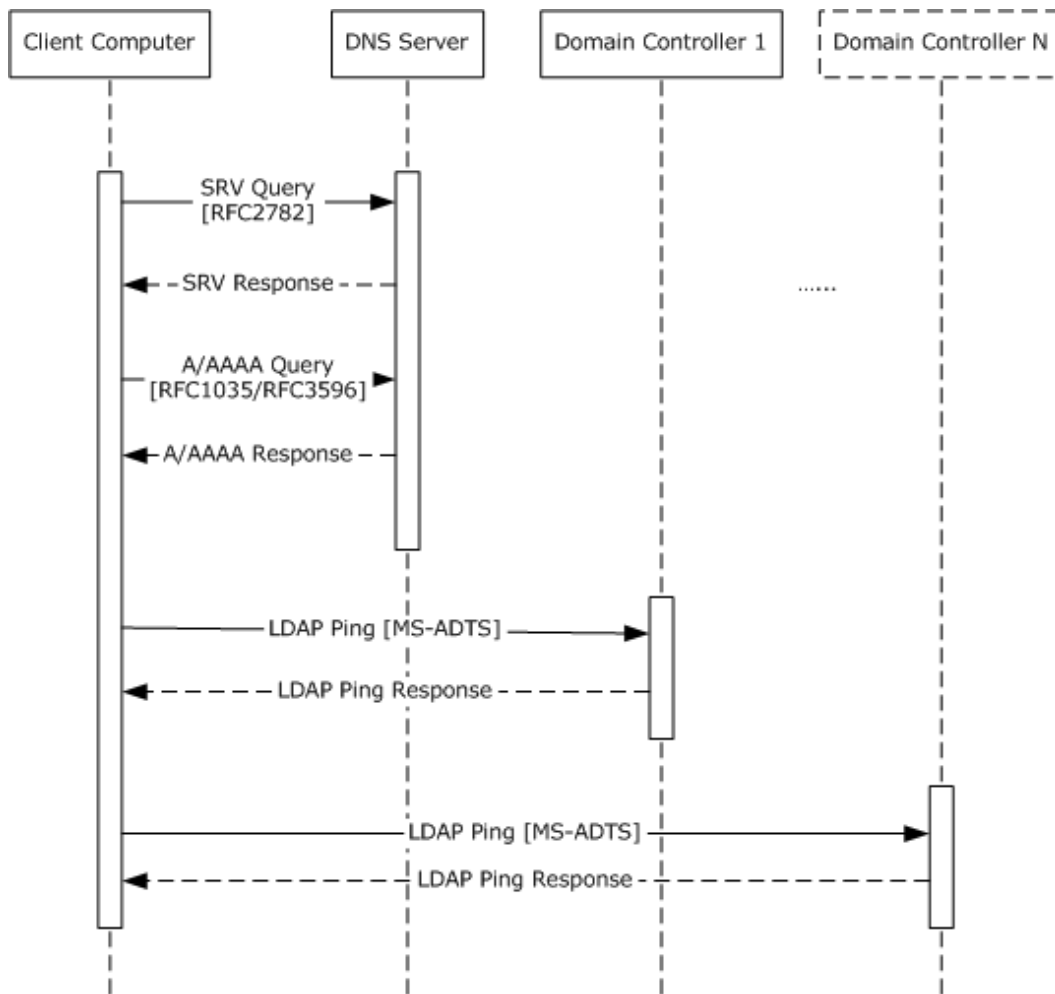 Client Computer
DNS Server
Domain Controller 1
Domain Controller N
SRV Query
[RFC2782]
SRV Response
......
A/AAAA Query
[RFC1035/RFC3596]
A/AAAA Response
LDAP Ping [MS-ADTS]
LDAP Ping Response
LDAP Ping [MS-ADTS]
LDAP Ping Response